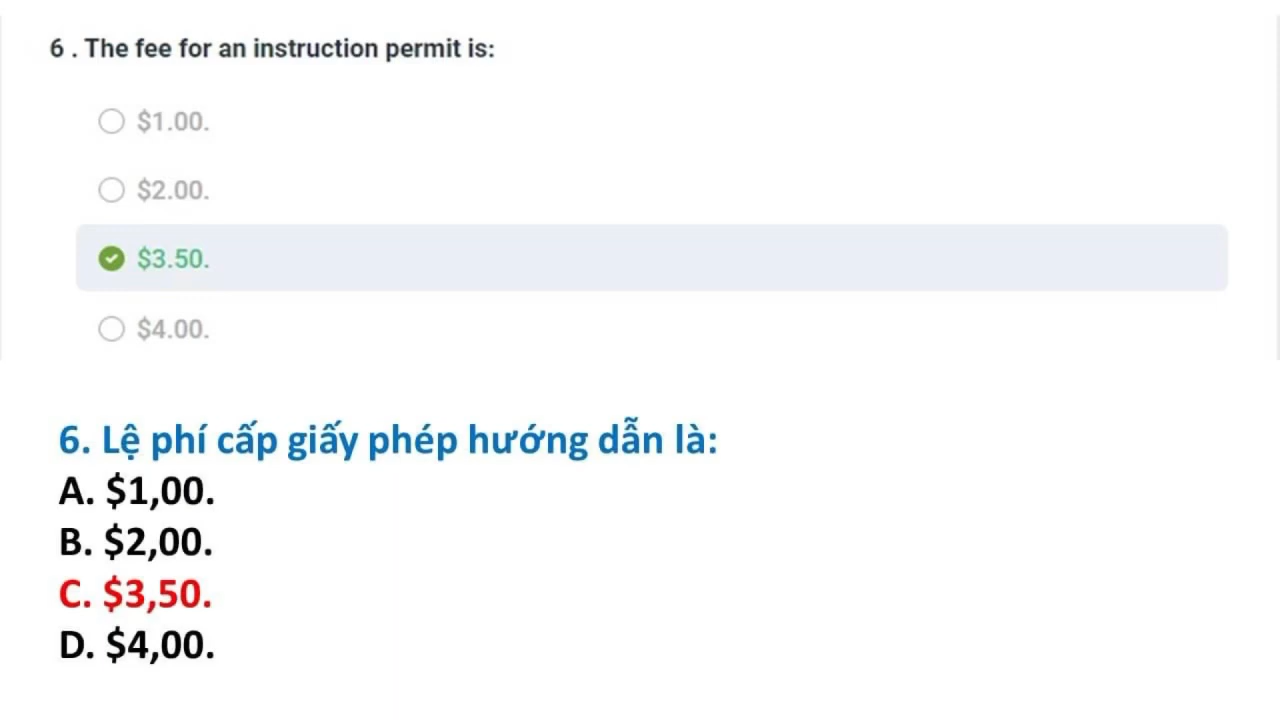 6 . The fee for an instruction permit is:
$1.00.
$2.00.
$3.50.
$4.00.
6. Lệ phí cấp giấy phép hướng dẫn là:
A. $1,00.
B. $2,00.
C. $3,50.
D. $4,00.